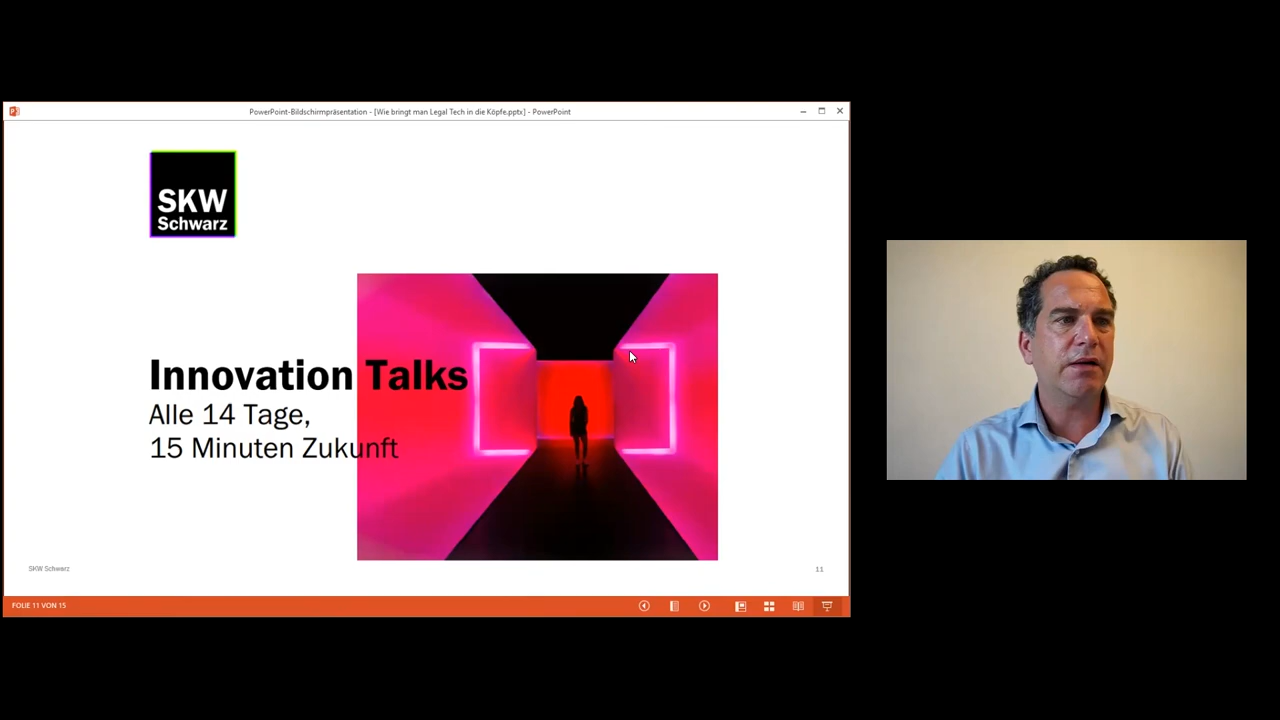 PowerPoint-Bildschirmpräsentation - [Wie bringt man Legal Tech in die Köpfe.pptx] - PowerPoint
SKW
Schwarz
Innovation Talks
Alle 14 Tage,
15 Minuten Zukunft
SKW Schwarz
11
FOLIE 11 VON 15